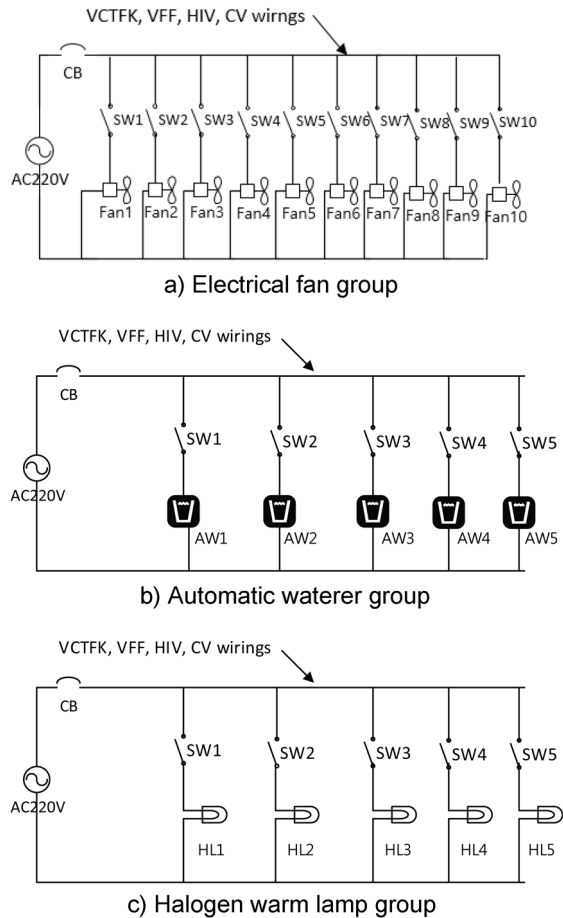 VCTFK, VFF, HIV, CV wirngs
CB
SW1 SW2 SW3 SW4 SW5 SW6 SW7 SW8 SW9 SW10
AC220V
Fan1 Fan2 Fan3 Fan4 Fan5 Fan6 Fan7 Fan8 Fan9 Fan10
a) Electrical fan group
VCTFK, VFF, HIV, CV wirings
CB
SW1 SW2 SW3 SW4 SW5
AC220V
AW1 AW2 AW3 AW4 AW5
b) Automatic waterer group
VCTFK, VFF, HIV, CV wirings
CB
SW1 SW2 SW3 SW4 SW5
AC220V
HL1 HL2 HL3 HL4 HL5
c) Halogen warm lamp group